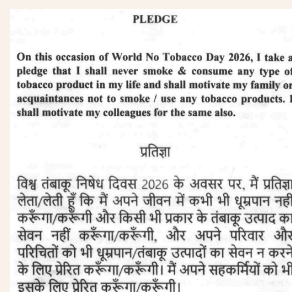 PLEDGE
On this occasion of World No Tobacco Day 2026, I take a
pledge that I shall never smoke & consume any type of
tobacco product in my life and shall motivate my family or
acquaintances not to smoke / use any tobacco products. I
shall motivate my colleagues for the same also.
प्रतिज्ञा
विश्व तंबाकू निषेध दिवस 2026 के अवसर पर, मैं प्रतिज्ञा
लेता/लेती हूँ कि मैं अपने जीवन में कभी भी धूम्रपान नहीं
करूँगा/करूँगी और किसी भी प्रकार के तंबाकू उत्पाद का
सेवन नहीं करूँगा/करूँगी, और अपने परिवार और
परिचितों को भी धूम्रपान/तंबाकू उत्पादों का सेवन न करने
के लिए प्रेरित करूँगा/करूँगी। मैं अपने सहकर्मियों को भी
इसके लिए प्रेरित करूँगा/करूँगी।